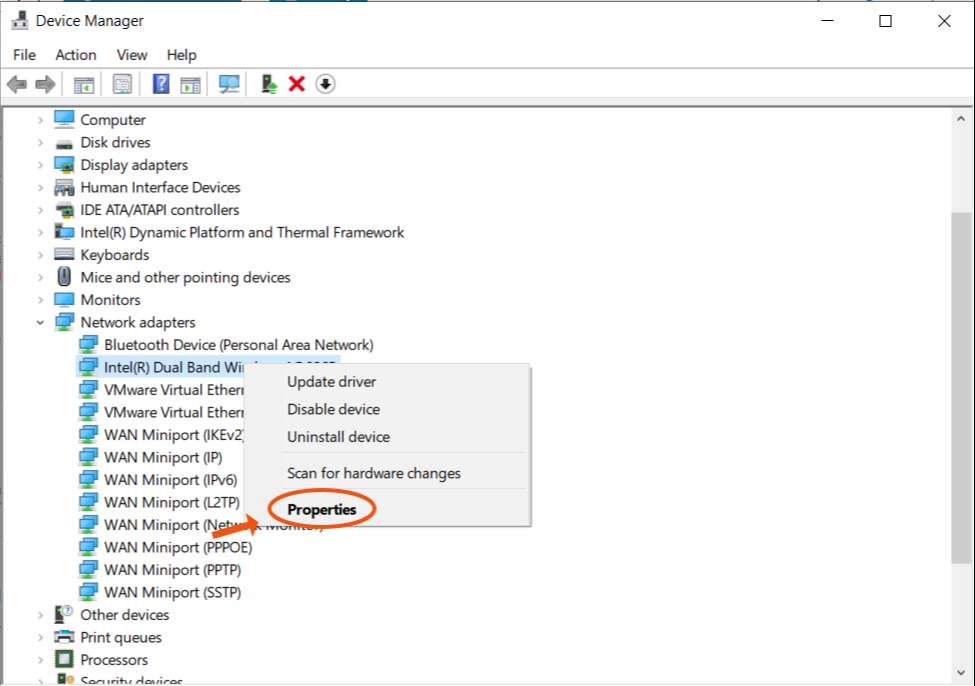 Device Manager
File Action View Help
Computer
Disk drives
Display adapters
Human Interface Devices
IDE ATA/ATAPI controllers
Intel(R) Dynamic Platform and Thermal Framework
Keyboards
Mice and other pointing devices
Monitors
Network adapters
Bluetooth Device (Personal Area Network)
Intel(R) Dual Band
VMware Virtual
VMware Virtual
WAN Miniport (IKEv2)
WAN Miniport (IP)
WAN Miniport (IPv6)
WAN Miniport (L2TP)
WAN Miniport (Network Monitor)
WAN Miniport (PPPOE)
WAN Miniport (PPTP)
WAN Miniport (SSTP)
Other devices
Print queues
Processors
Security devices
Update driver
Disable device
Uninstall device
Scan for hardware changes
Properties